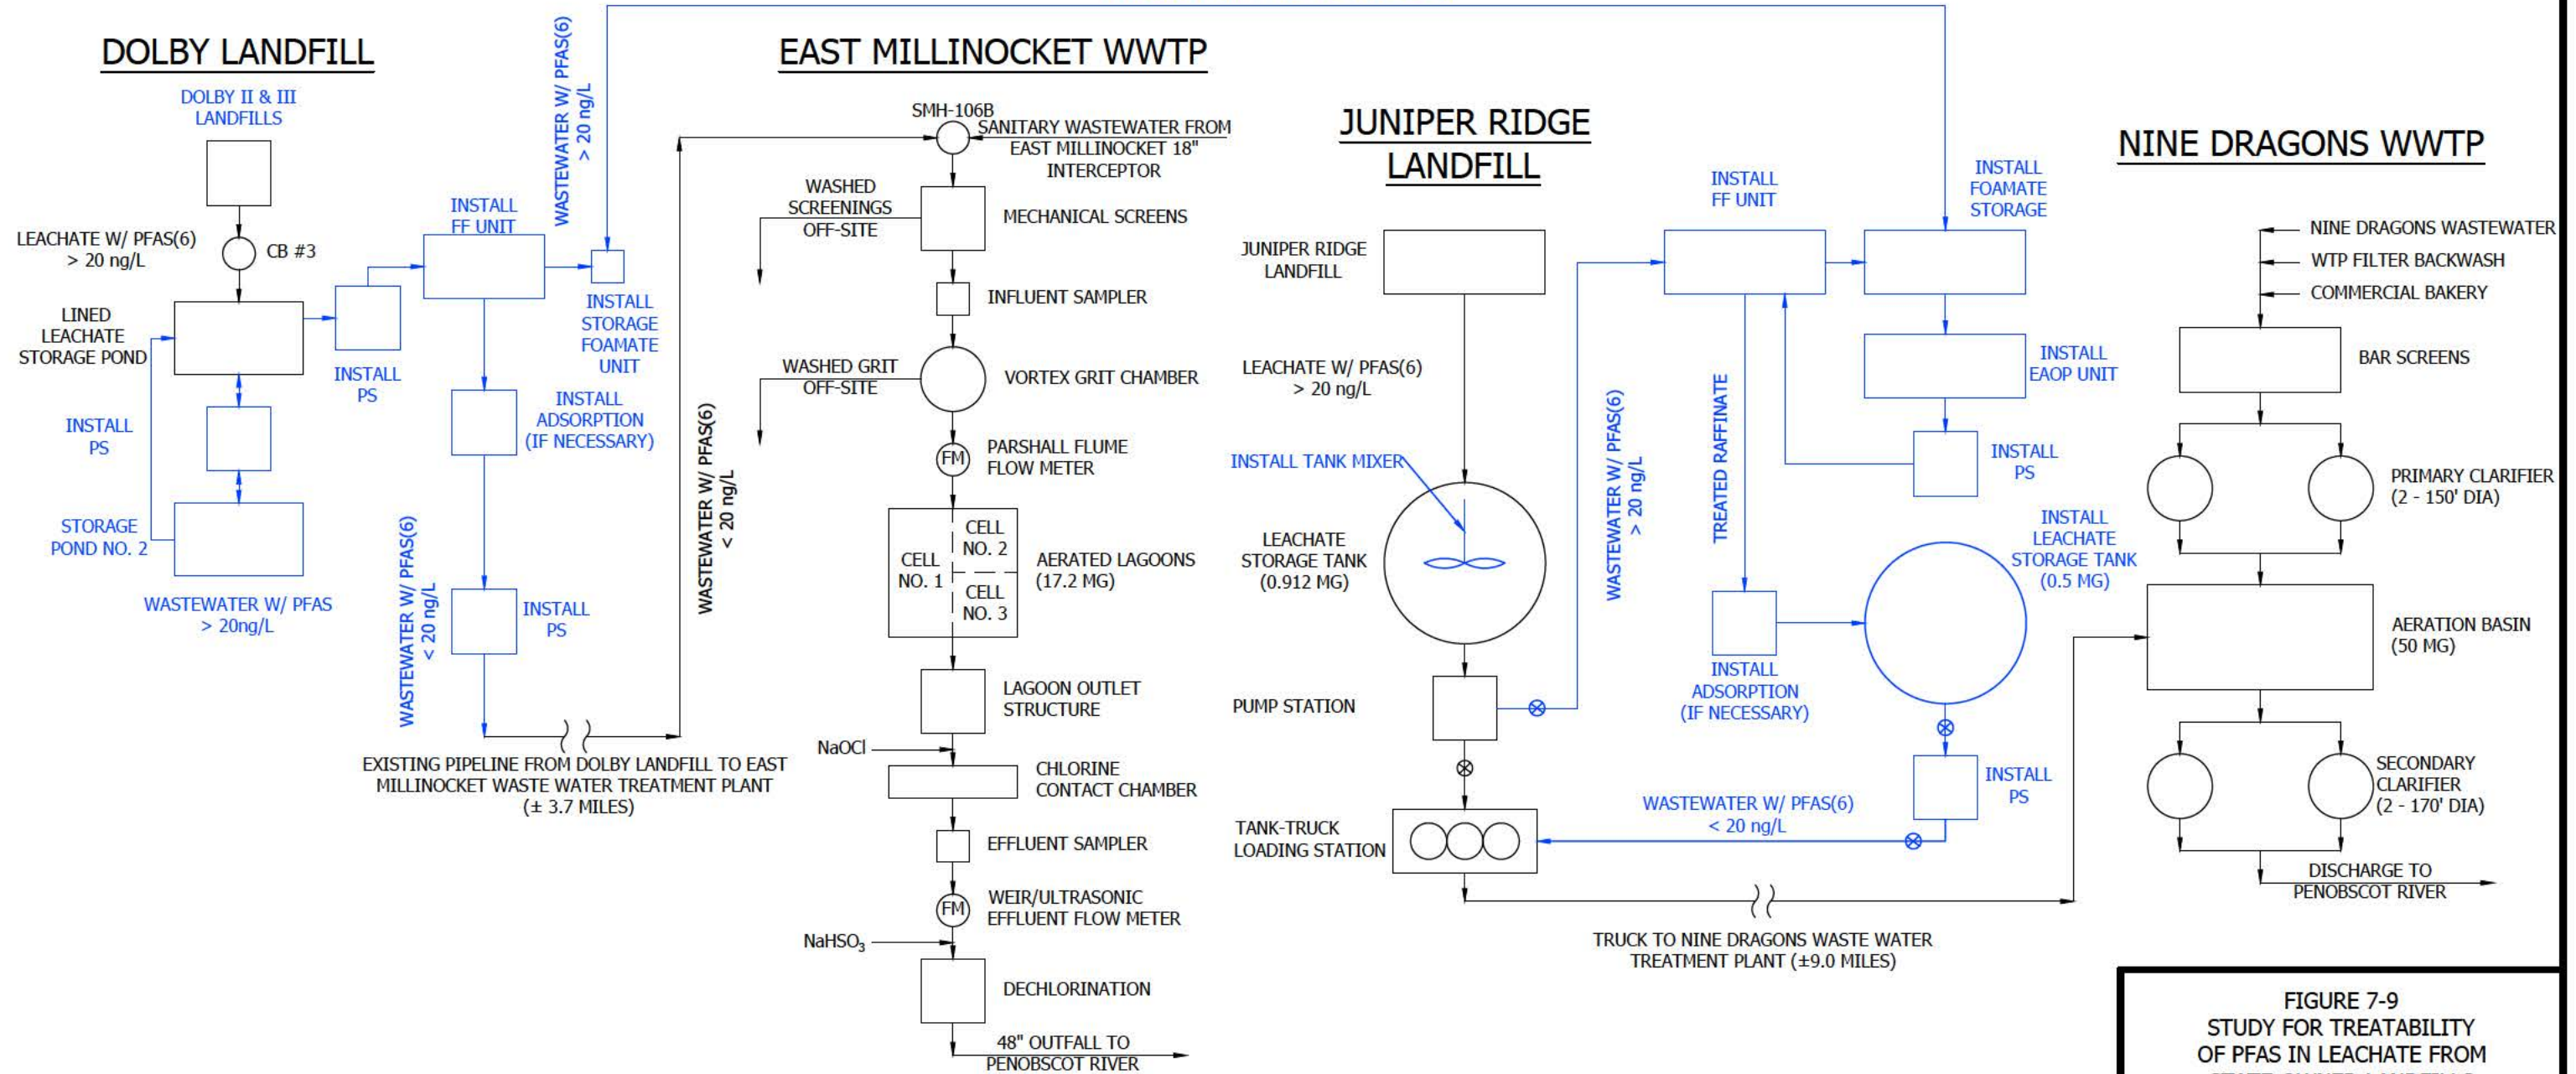 DOLBY LANDFILL
DOLBY II & III
LANDFILLS
LEACHATE W/ PFAS(6)
> 20 ng/L
CB #3
LINED
LEACHATE
STORAGE POND
INSTALL
PS
INSTALL
PS
STORAGE
POND NO. 2
WASTEWATER W/ PFAS
> 20ng/L
INSTALL
FF UNIT
WASTEWATER W/ PFAS(6)
> 20 ng/L
INSTALL
STORAGE
FOAMATE
UNIT
INSTALL
ADSORPTION
(IF NECESSARY)
WASTEWATER W/ PFAS(6)
< 20 ng/L
INSTALL
PS
EXISTING PIPELINE FROM DOLBY LANDFILL TO EAST
MILLINOCKET WASTE WATER TREATMENT PLANT
(± 3.7 MILES)
WASTEWATER W/ PFAS(6)
< 20 ng/L
EAST MILLINOCKET WWTP
SMH-106B
SANITARY WASTEWATER FROM
EAST MILLINOCKET 18"
INTERCEPTOR
WASHED
SCREENINGS
OFF-SITE
MECHANICAL SCREENS
INFLUENT SAMPLER
WASHED GRIT
OFF-SITE
VORTEX GRIT CHAMBER
FM
PARSHALL FLUME
FLOW METER
CELL
NO. 1
CELL
NO. 2
CELL
NO. 3
AERATED LAGOONS
(17.2 MG)
LAGOON OUTLET
STRUCTURE
NaOCl
CHLORINE
CONTACT CHAMBER
EFFLUENT SAMPLER
FM
WEIR/ULTRASONIC
EFFLUENT FLOW METER
NaHSO3
DECHLORINATION
48" OUTFALL TO
PENOBSCOT RIVER
JUNIPER RIDGE
LANDFILL
JUNIPER RIDGE
LANDFILL
LEACHATE W/ PFAS(6)
> 20 ng/L
INSTALL TANK MIXER
LEACHATE
STORAGE TANK
(0.912 MG)
PUMP STATION
TANK-TRUCK
LOADING STATION
WASTEWATER W/ PFAS(6)
> 20 ng/L
INSTALL
FF UNIT
INSTALL
FOAMATE
STORAGE
INSTALL
EAOP UNIT
INSTALL
PS
TREATED RAFFINATE
INSTALL
ADSORPTION
(IF NECESSARY)
INSTALL
LEACHATE
STORAGE TANK
(0.5 MG)
INSTALL
PS
WASTEWATER W/ PFAS(6)
< 20 ng/L
TRUCK TO NINE DRAGONS WASTE WATER
TREATMENT PLANT (±9.0 MILES)
NINE DRAGONS WWTP
NINE DRAGONS WASTEWATER
WTP FILTER BACKWASH
COMMERCIAL BAKERY
BAR SCREENS
PRIMARY CLARIFIER
(2 - 150' DIA)
AERATION BASIN
(50 MG)
SECONDARY
CLARIFIER
(2 - 170' DIA)
DISCHARGE TO
PENOBSCOT RIVER
FIGURE 7-9
STUDY FOR TREATABILITY
OF PFAS IN LEACHATE FROM